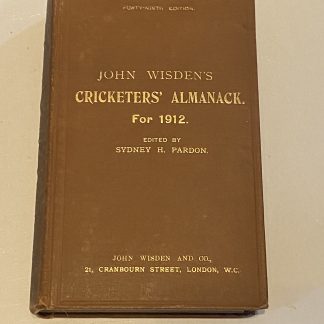 FORTY-NINTH EDITION.
JOHN WISDEN'S
CRICKETERS' ALMANACK.
For 1912.
EDITED BY
SYDNEY H. PARDON.
JOHN WISDEN AND CO.,
21, CRANBOURN STREET, LONDON, W.C.